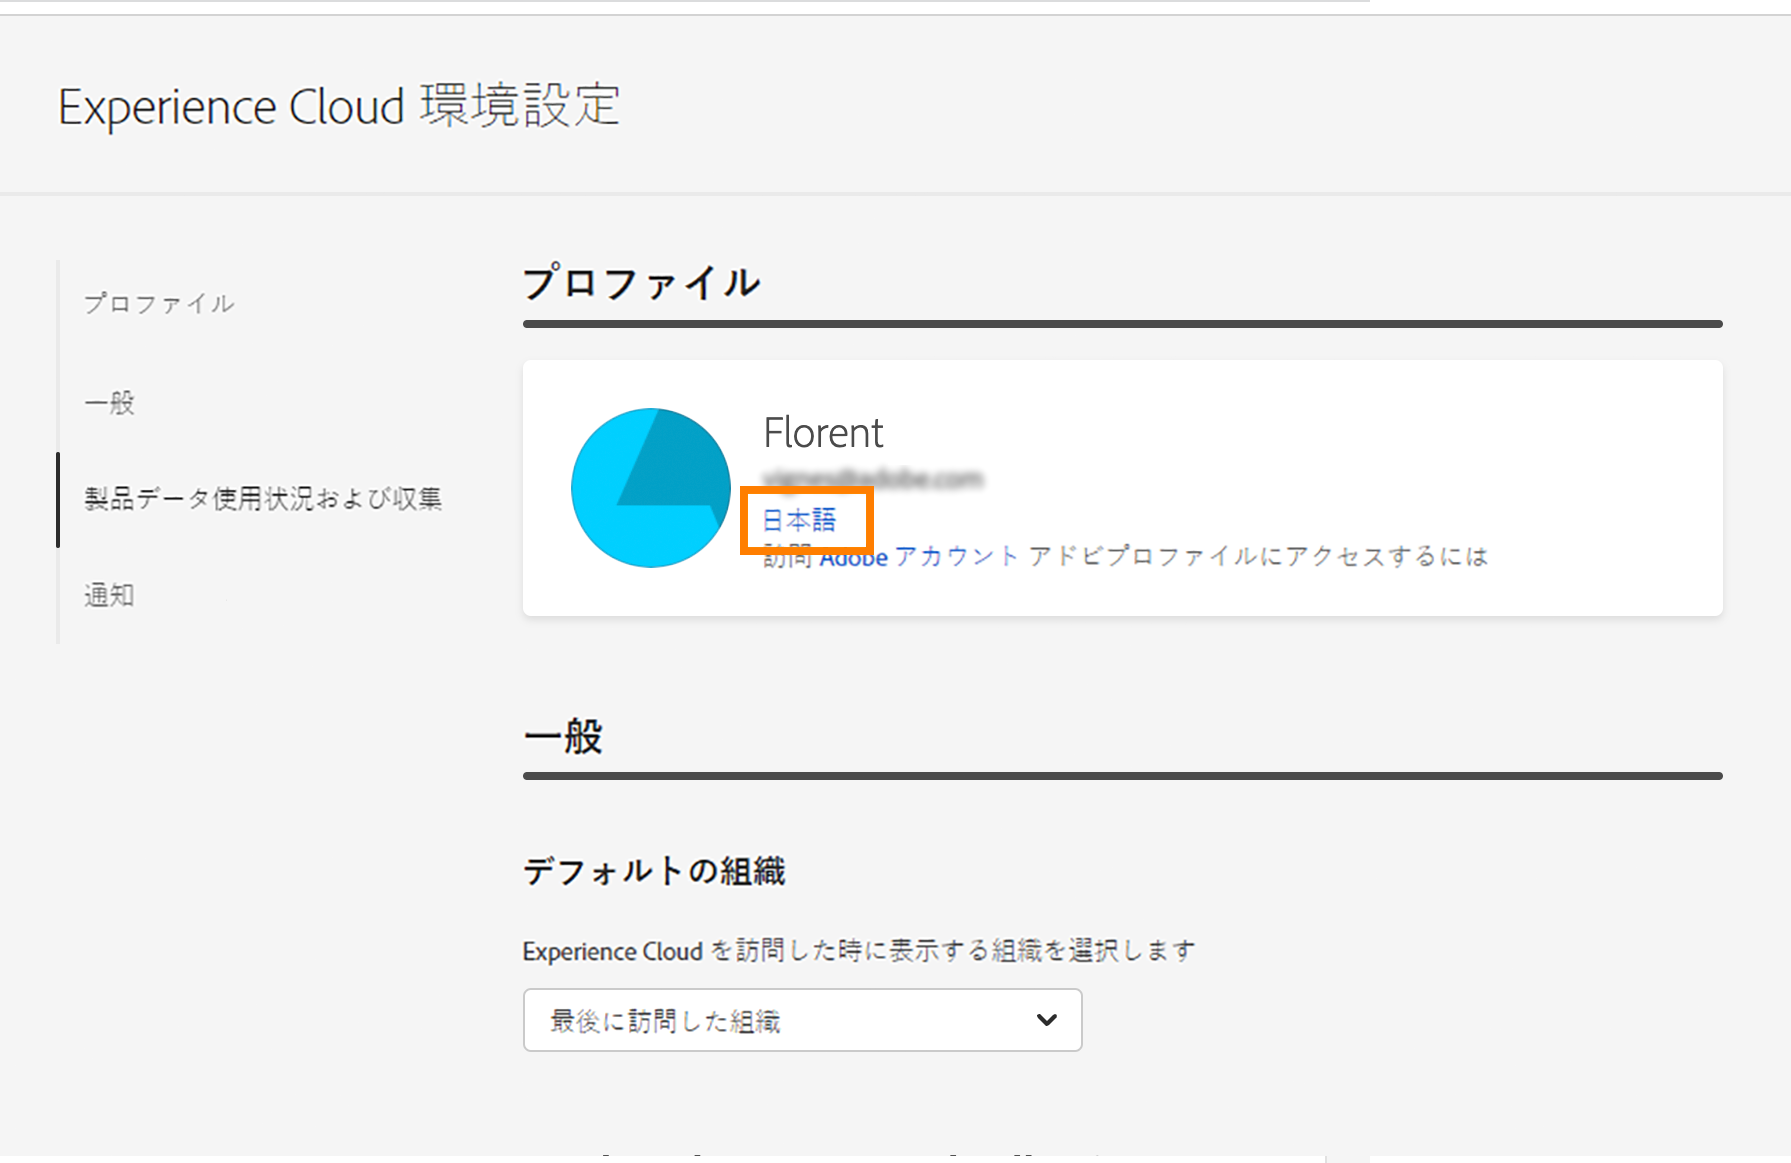 Experience Cloud 環境設定
プロファイル
一般
製品データ使用状況および収集
通知
プロファイル
Florent
日本語
訪問 Adobe アカウント アドビプロファイルにアクセスするには
一般
デフォルトの組織
Experience Cloud を訪問した時に表示する組織を選択します
最後に訪問した組織